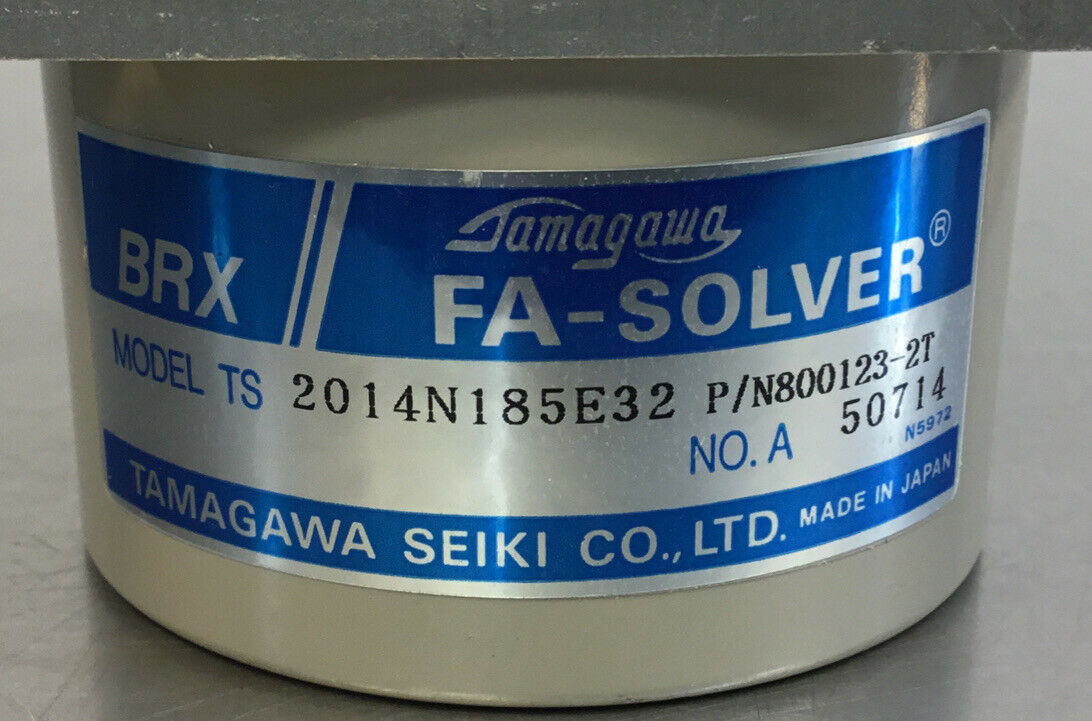 Tamagawa
BRX FA-SOLVER®
MODEL TS 2014N185E32 P/N800123-2T
NO. A 50714
N5972
TAMAGAWA SEIKI CO., LTD. MADE IN JAPAN